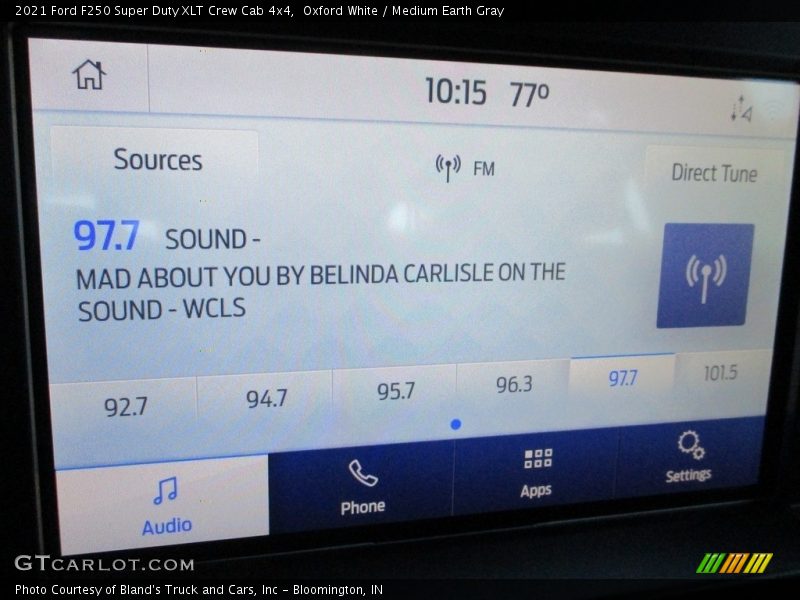 2021 Ford F250 Super Duty XLT Crew Cab 4x4,  Oxford White / Medium Earth Gray
10:15 77º
Sources
FM
Direct Tune
97.7 SOUND -
MAD ABOUT YOU BY BELINDA CARLISLE ON THE
SOUND - WCLS
92.7 94.7 95.7 96.3 97.7 101.5
Audio Phone Apps Settings
GTCARLOT.COM
Photo Courtesy of Bland's Truck and Cars, Inc - Bloomington, IN